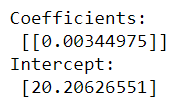 Coefficients:
[[0.00344975]]
Intercept:
[20.20626551]